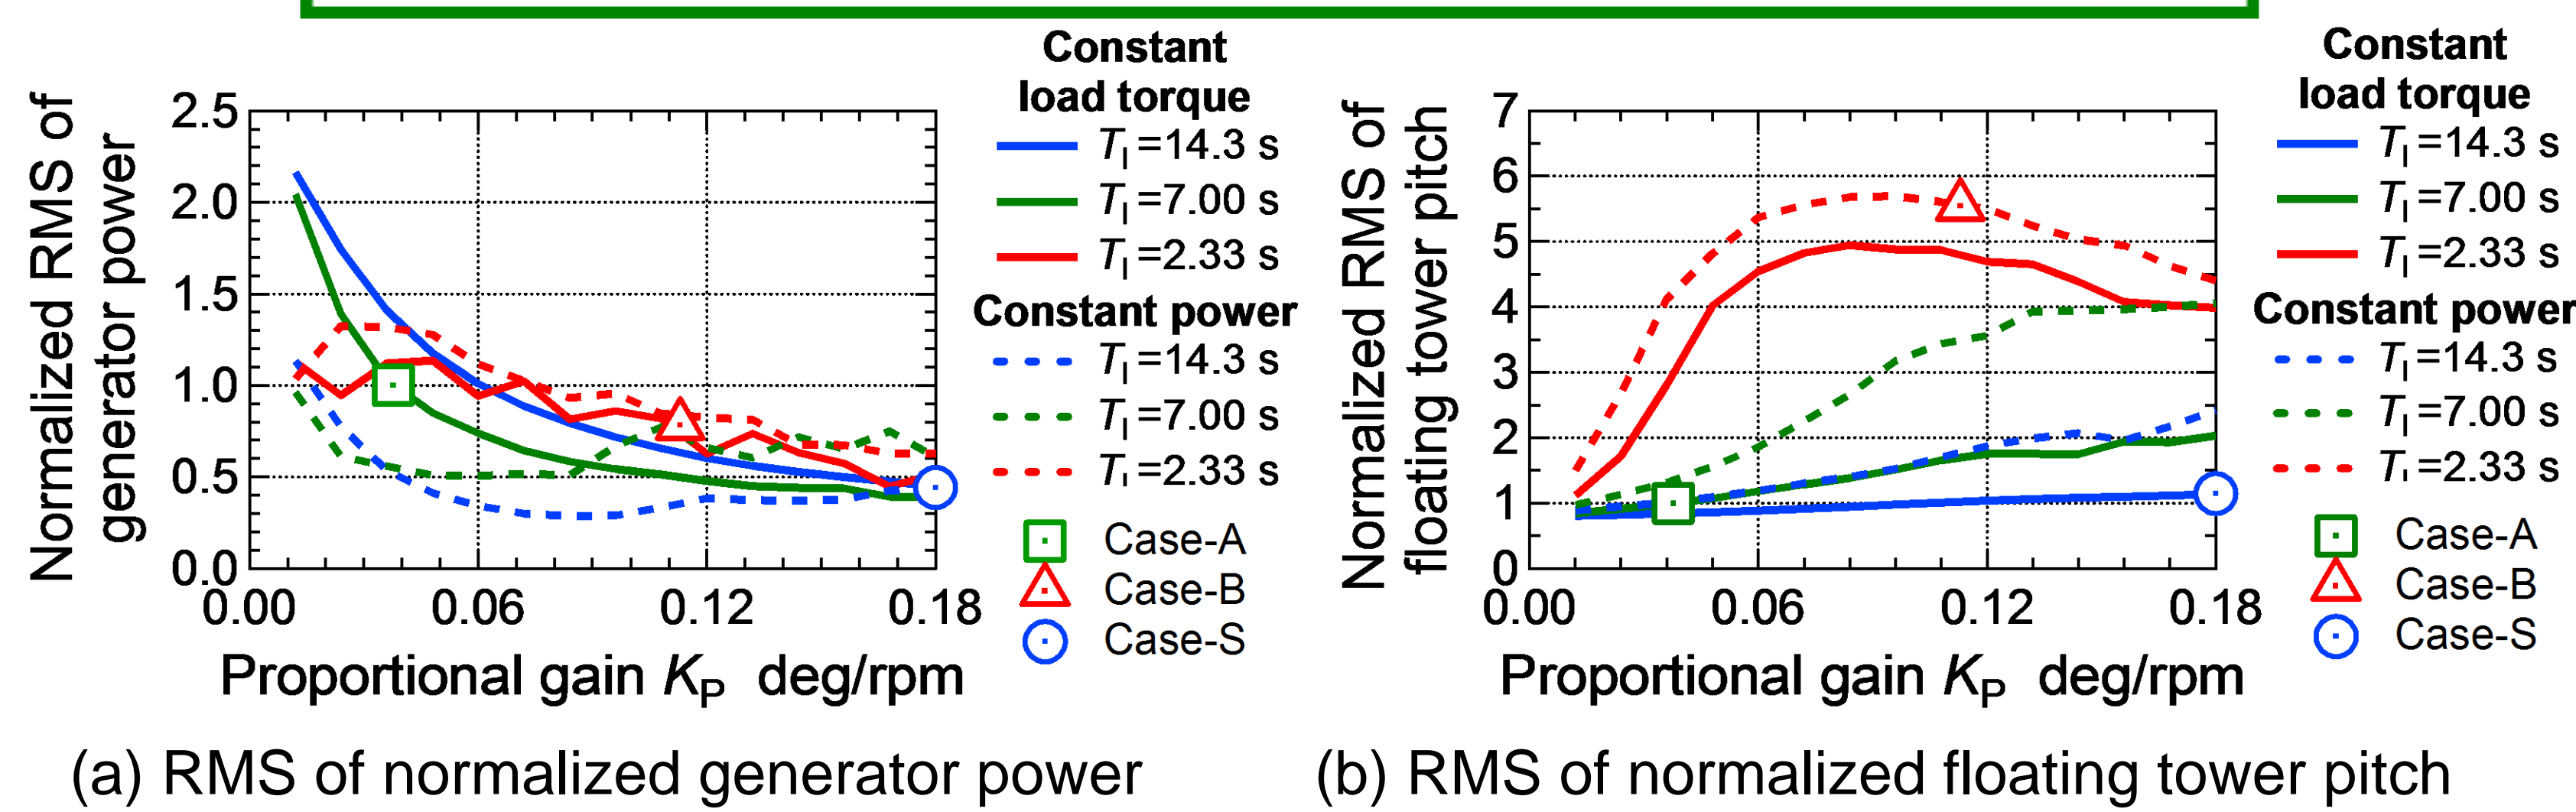 Normalized RMS of
generator power
2.5
2.0
1.5
1.0
0.5
0.0
0.00 0.06 0.12 0.18
Proportional gain KP deg/rpm
Constant
load torque
TI=14.3 s
TI=7.00 s
TI=2.33 s
Constant power
TI=14.3 s
TI=7.00 s
TI=2.33 s
Case-A
Case-B
Case-S
(a) RMS of normalized generator power
Normalized RMS of
floating tower pitch
7
6
5
4
3
2
1
0
0.00 0.06 0.12 0.18
Proportional gain KP deg/rpm
Constant
load torque
TI=14.3 s
TI=7.00 s
TI=2.33 s
Constant power
TI=14.3 s
TI=7.00 s
TI=2.33 s
Case-A
Case-B
Case-S
(b) RMS of normalized floating tower pitch